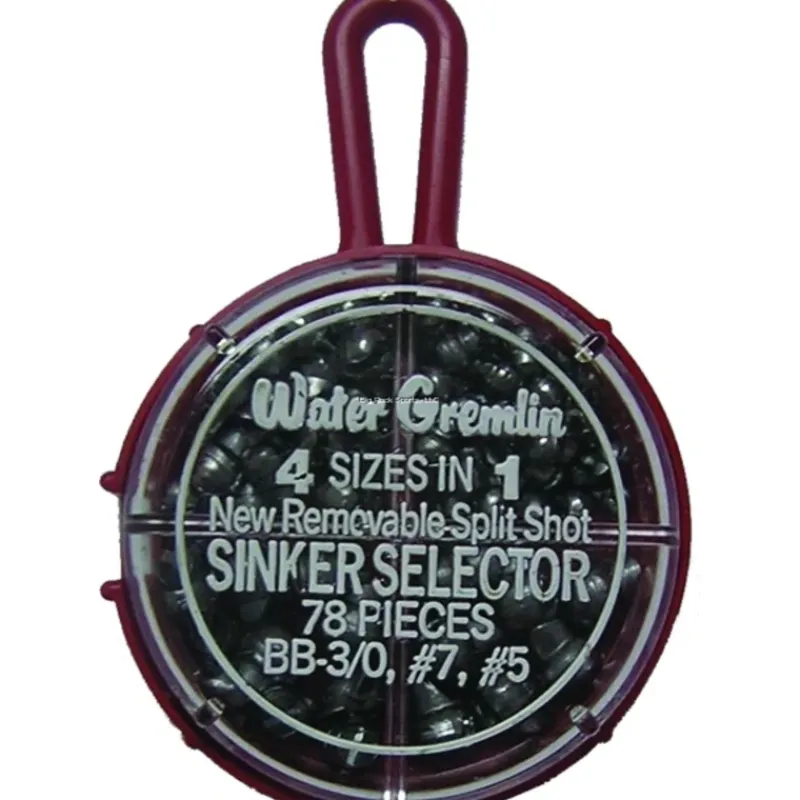 Water Gremlin
4 SIZES IN 1
New Removable Split Shot
SINKER SELECTOR
78 PIECES
BB-3/0, #7, #5